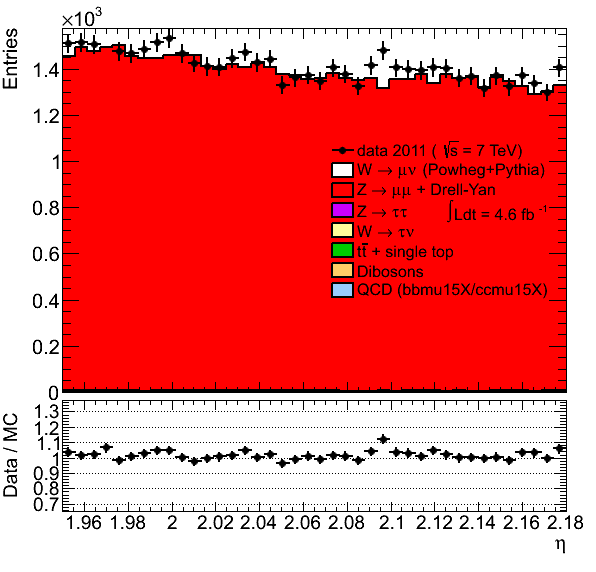 ×10³
Entries
1.4
1.2
1
0.8
0.6
0.4
0.2
0
data 2011 ( √s = 7 TeV)
W → μν (Powheg+Pythia)
Z → μμ + Drell-Yan
Z → ττ ∫Ldt = 4.6 fb⁻¹
W → τν
tt̅ + single top
Dibosons
QCD (bbmu15X/ccmu15X)
Data / MC
1.3
1.2
1.1
1
0.9
0.8
0.7
1.96 1.98 2 2.02 2.04 2.06 2.08 2.1 2.12 2.14 2.16 2.18
η